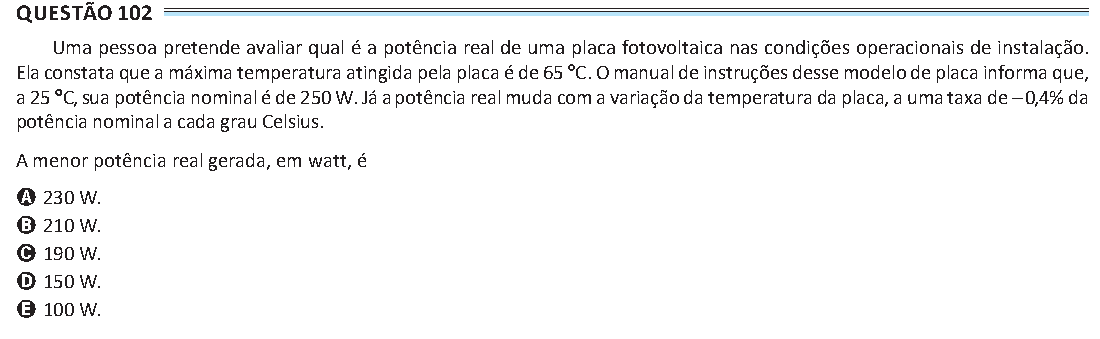 QUESTÃO 102
Uma pessoa pretende avaliar qual é a potência real de uma placa fotovoltaica nas condições operacionais de instalação.
Ela constata que a máxima temperatura atingida pela placa é de 65 °C. O manual de instruções desse modelo de placa informa que,
a 25 °C, sua potência nominal é de 250 W. Já a potência real muda com a variação da temperatura da placa, a uma taxa de −0,4% da
potência nominal a cada grau Celsius.
A menor potência real gerada, em watt, é
A 230 W.
B 210 W.
C 190 W.
D 150 W.
E 100 W.